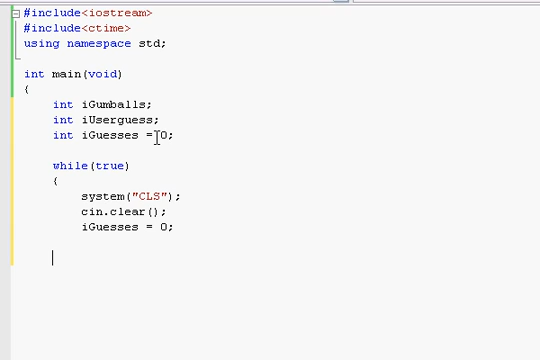 #include<iostream>
#include<ctime>
using namespace std;
int main(void)
{
int iGumballs;
int iUserguess;
int iGuesses = 0;
while(true)
{
system("CLS");
cin.clear();
iGuesses = 0;